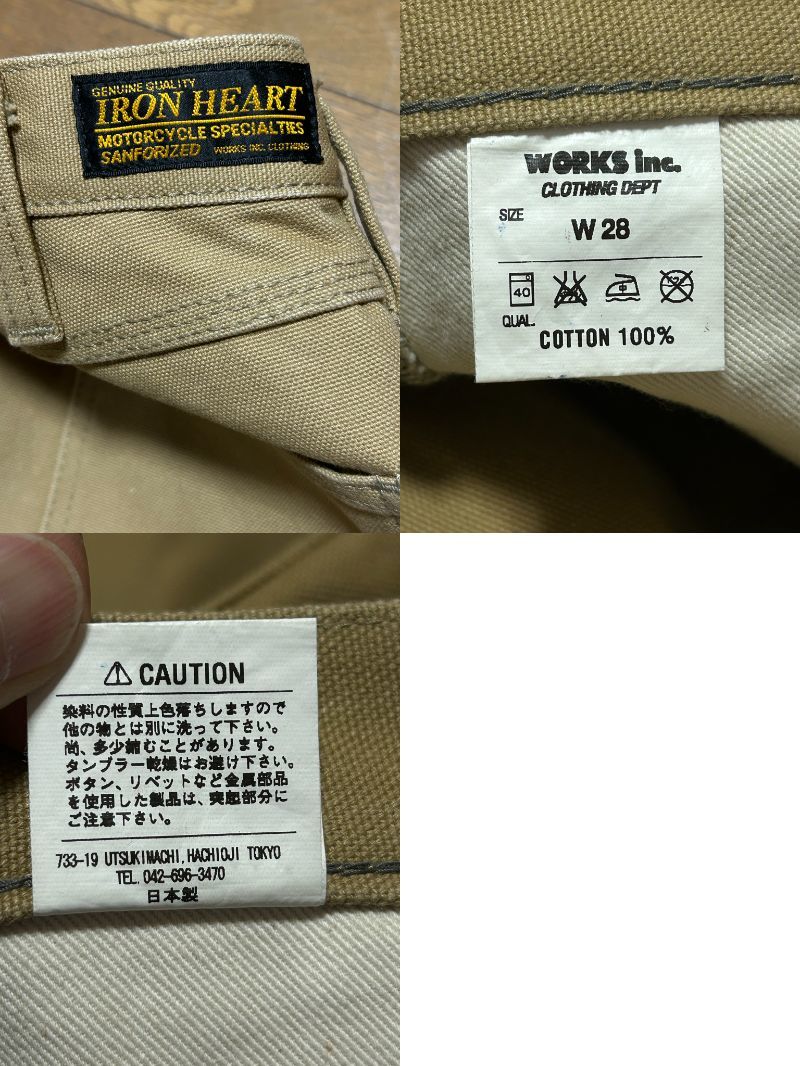 GENUINE QUALITY
IRON HEART
MOTORCYCLE SPECIALTIES
SANFORIZED WORKS INC. CLOTHING
WORKS inc.
CLOTHING DEPT
SIZE
W 28
40
QUAL.
COTTON 100%
⚠ CAUTION
染料の性質上色落ちしますので
他の物とは別に洗って下さい。
尚、多少縮むことがあります。
タンブラー乾燥はお避け下さい。
ボタン、リベットなど金属部品
を使用した製品は、突起部分に
ご注意下さい。
733-19 UTSUKIMACHI, HACHIOJI TOKYO
TEL. 042-696-3470
日本製